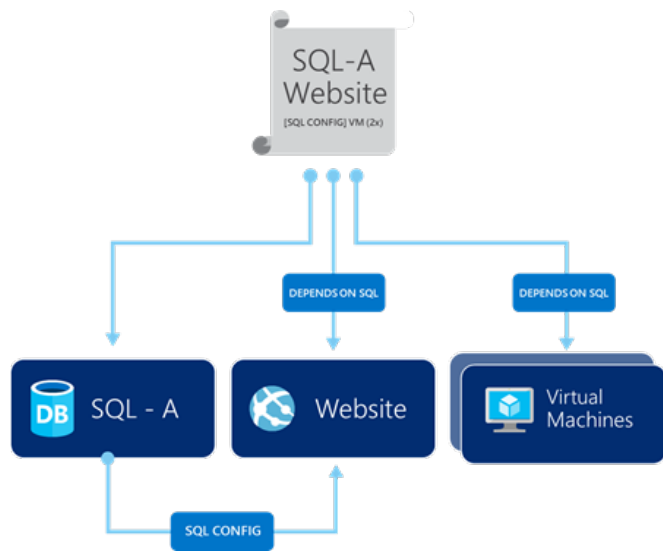 SQL-A
Website
[SQL CONFIG] VM (2x)
DEPENDS ON SQL
DEPENDS ON SQL
DB
SQL - A
Website
Virtual
Machines
SQL CONFIG